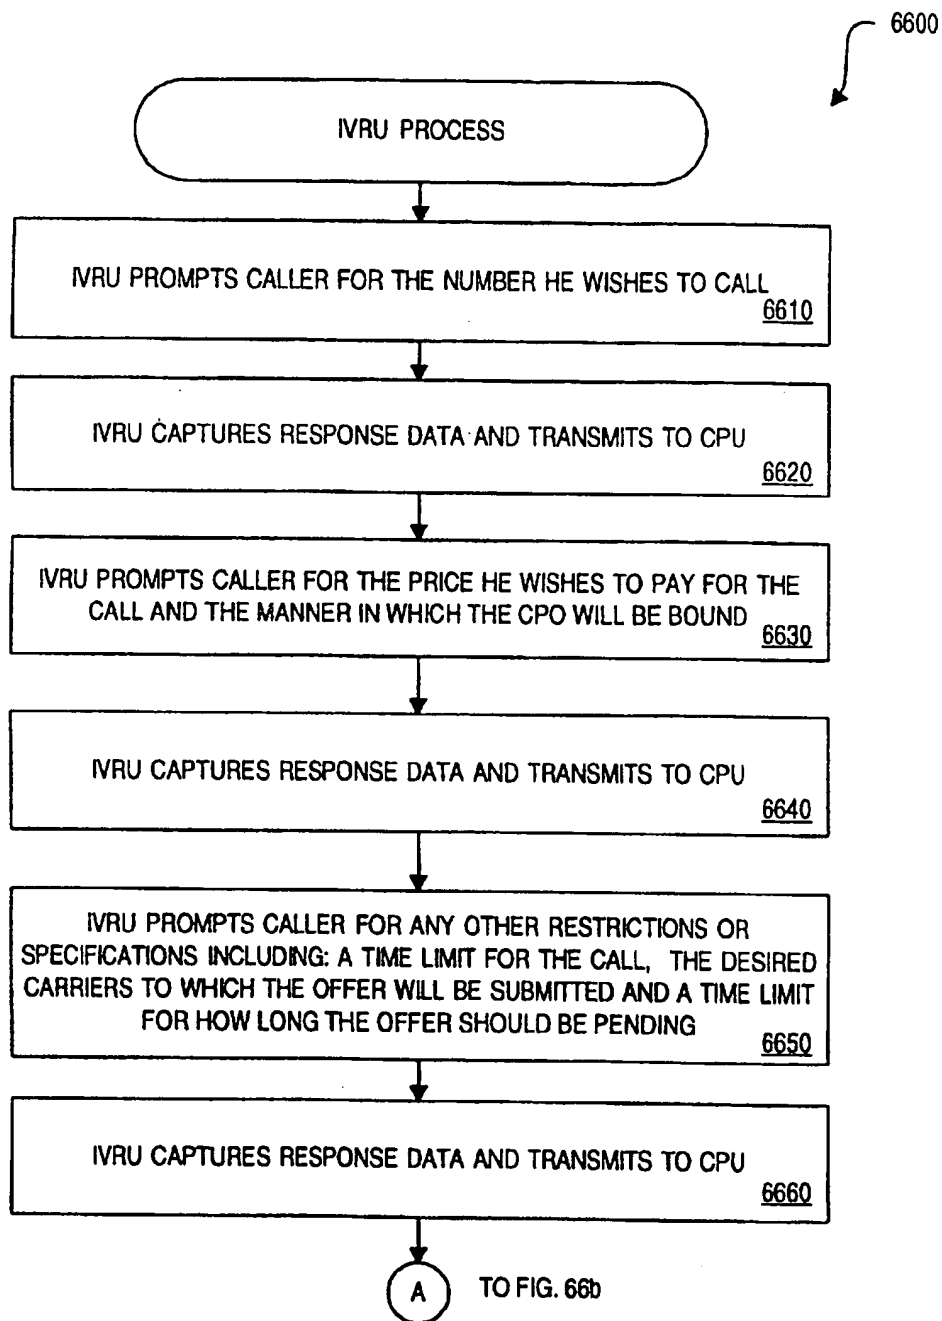 6600
IVRU PROCESS
IVRU PROMPTS CALLER FOR THE NUMBER HE WISHES TO CALL
6610
IVRU CAPTURES RESPONSE DATA AND TRANSMITS TO CPU
6620
IVRU PROMPTS CALLER FOR THE PRICE HE WISHES TO PAY FOR THE
CALL AND THE MANNER IN WHICH THE CPO WILL BE BOUND
6630
IVRU CAPTURES RESPONSE DATA AND TRANSMITS TO CPU
6640
IVRU PROMPTS CALLER FOR ANY OTHER RESTRICTIONS OR
SPECIFICATIONS INCLUDING: A TIME LIMIT FOR THE CALL, THE DESIRED
CARRIERS TO WHICH THE OFFER WILL BE SUBMITTED AND A TIME LIMIT
FOR HOW LONG THE OFFER SHOULD BE PENDING
6650
IVRU CAPTURES RESPONSE DATA AND TRANSMITS TO CPU
6660
A TO FIG. 66b